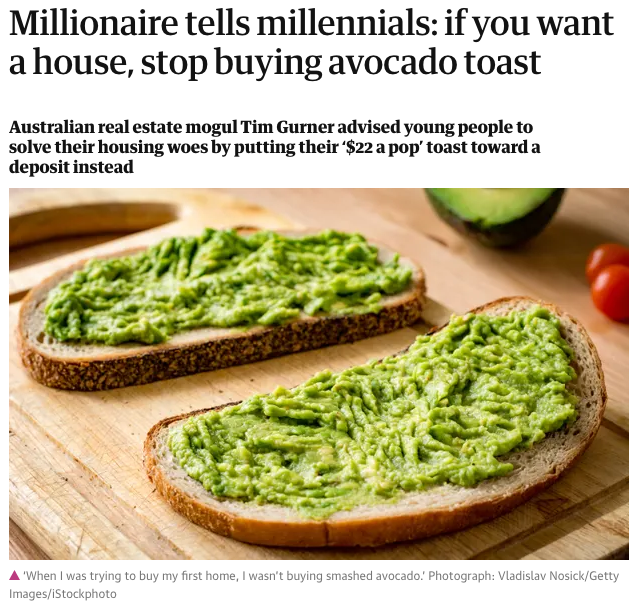 Millionaire tells millennials: if you want
a house, stop buying avocado toast
Australian real estate mogul Tim Gurner advised young people to
solve their housing woes by putting their ‘$22 a pop’ toast toward a
deposit instead
▲ ‘When I was trying to buy my first home, I wasn’t buying smashed avocado.’ Photograph: Vladislav Nosick/Getty
Images/iStockphoto